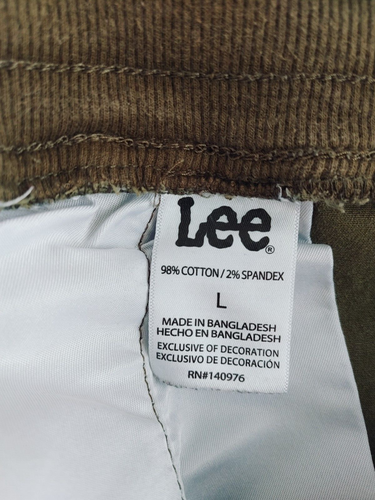 Lee®
98% COTTON / 2% SPANDEX
L
MADE IN BANGLADESH
HECHO EN BANGLADESH
EXCLUSIVE OF DECORATION
EXCLUSIVO DE DECORACIÓN
RN#140976